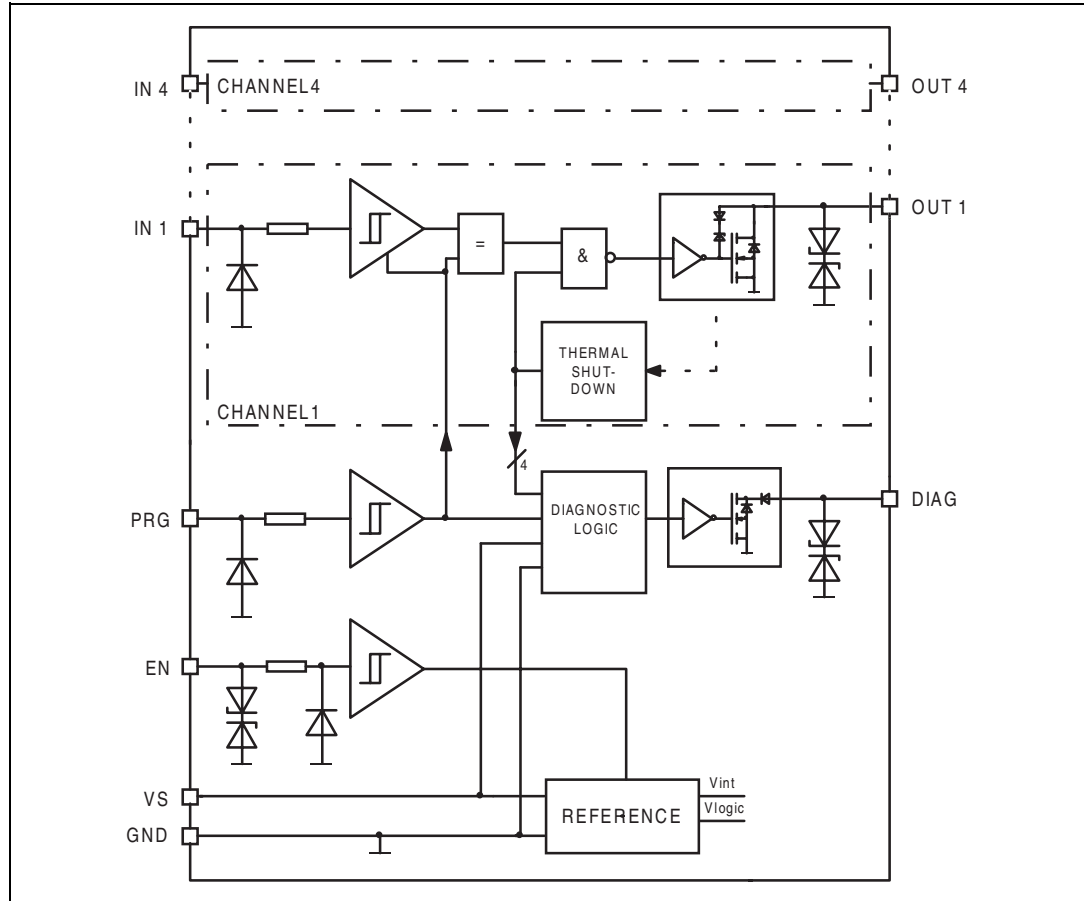 IN 4
CHANNEL4
OUT 4
IN 1
OUT 1
=
&
THERMAL
SHUT-
DOWN
CHANNEL1
4
PRG
DIAGNOSTIC
LOGIC
DIAG
EN
VS
Vint
REFERENCE
Vlogic
GND